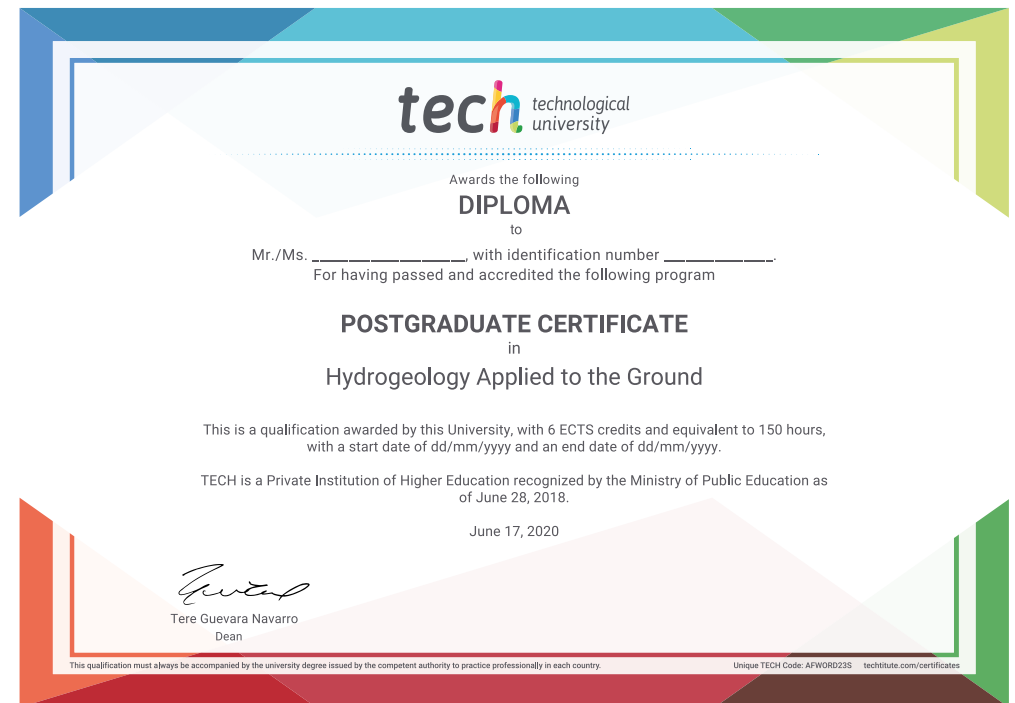 tech technological
university
Awards the following
DIPLOMA
to
Mr./Ms. ____________________, with identification number ______________.
For having passed and accredited the following program
POSTGRADUATE CERTIFICATE
in
Hydrogeology Applied to the Ground
This is a qualification awarded by this University, with 6 ECTS credits and equivalent to 150 hours,
with a start date of dd/mm/yyyy and an end date of dd/mm/yyyy.
TECH is a Private Institution of Higher Education recognized by the Ministry of Public Education as
of June 28, 2018.
June 17, 2020
Tere Guevara Navarro
Dean
This qualification must always be accompanied by the university degree issued by the competent authority to practice professionally in each country. Unique TECH Code: AFWORD23S techtitute.com/certificates